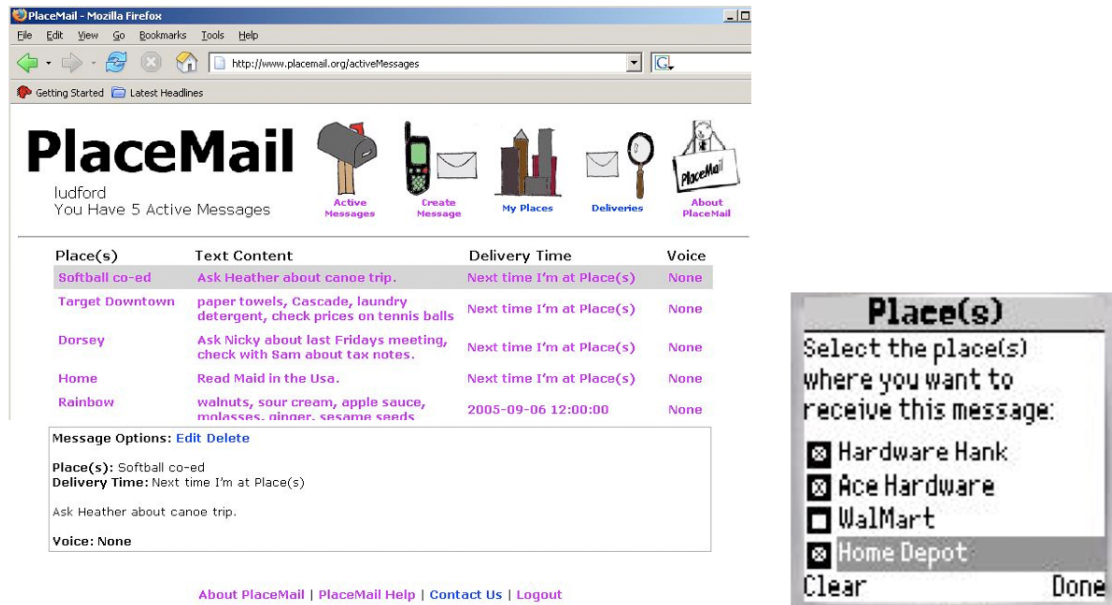 PlaceMail - Mozilla Firefox
File Edit View Go Bookmarks Tools Help
http://www.placemail.org/activeMessages
G
Getting Started Latest Headlines
PlaceMail
ludford
You Have 5 Active Messages
Active
Messages
Create
Message
My Places
Deliveries
PlaceMail
About
PlaceMail
Place(s) Text Content Delivery Time Voice
Softball co-ed Ask Heather about canoe trip. Next time I'm at Place(s) None
Target Downtown paper towels, Cascade, laundry
detergent, check prices on tennis balls Next time I'm at Place(s) None
Dorsey Ask Nicky about last Fridays meeting,
check with Sam about tax notes. Next time I'm at Place(s) None
Home Read Maid in the Usa. Next time I'm at Place(s) None
Rainbow walnuts, sour cream, apple sauce,
molasses, ginger, sesame seeds 2005-09-06 12:00:00 None
Message Options: Edit Delete
Place(s): Softball co-ed
Delivery Time: Next time I'm at Place(s)
Ask Heather about canoe trip.
Voice: None
About PlaceMail | PlaceMail Help | Contact Us | Logout
Place(s)
Select the place(s)
where you want to
receive this message:
Hardware Hank
Ace Hardware
WalMart
Home Depot
Clear Done